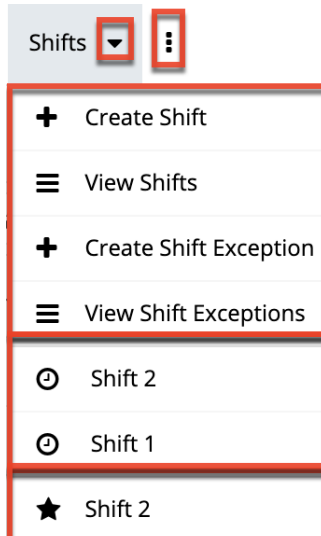 Shifts
Create Shift
View Shifts
Create Shift Exception
View Shift Exceptions
Shift 2
Shift 1
Shift 2